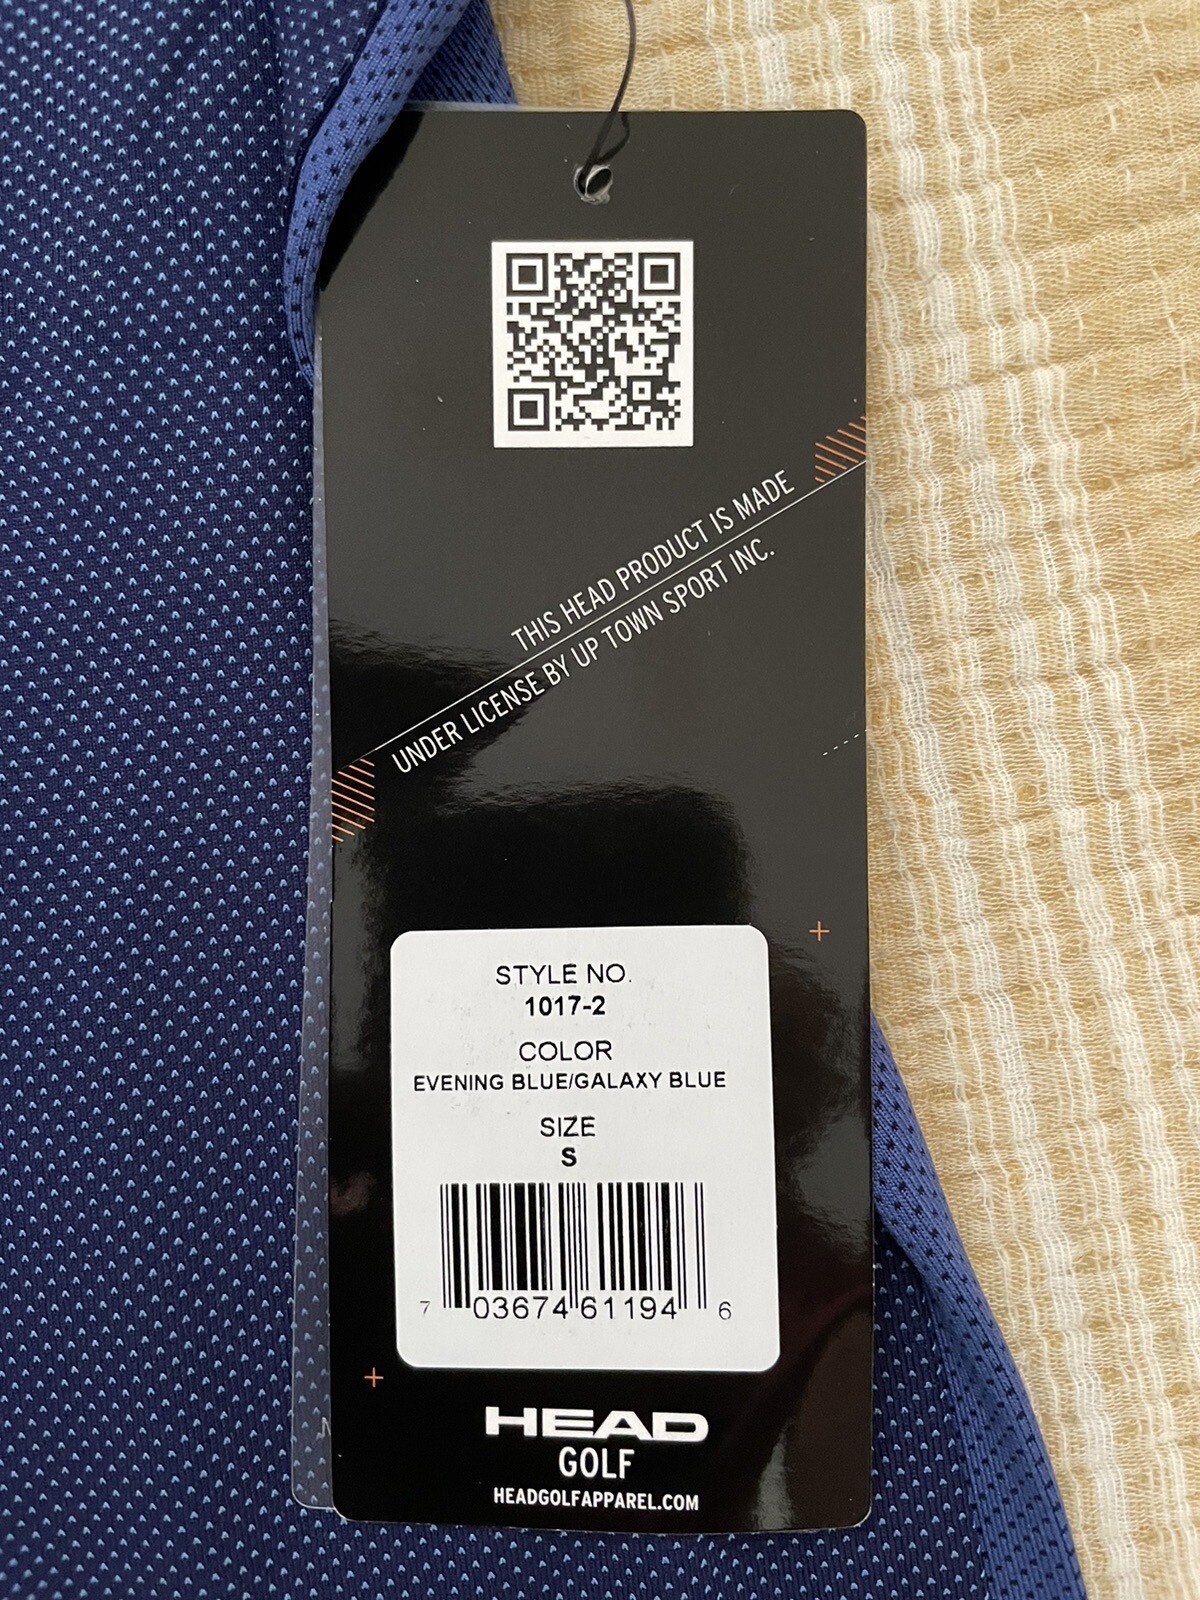 THIS HEAD PRODUCT IS MADE
UNDER LICENSE BY UP TOWN SPORT INC.
STYLE NO.
1017-2
COLOR
EVENING BLUE/GALAXY BLUE
SIZE
S
7 03674 61194 6
HEAD
GOLF
HEADGOLFAPPAREL.COM